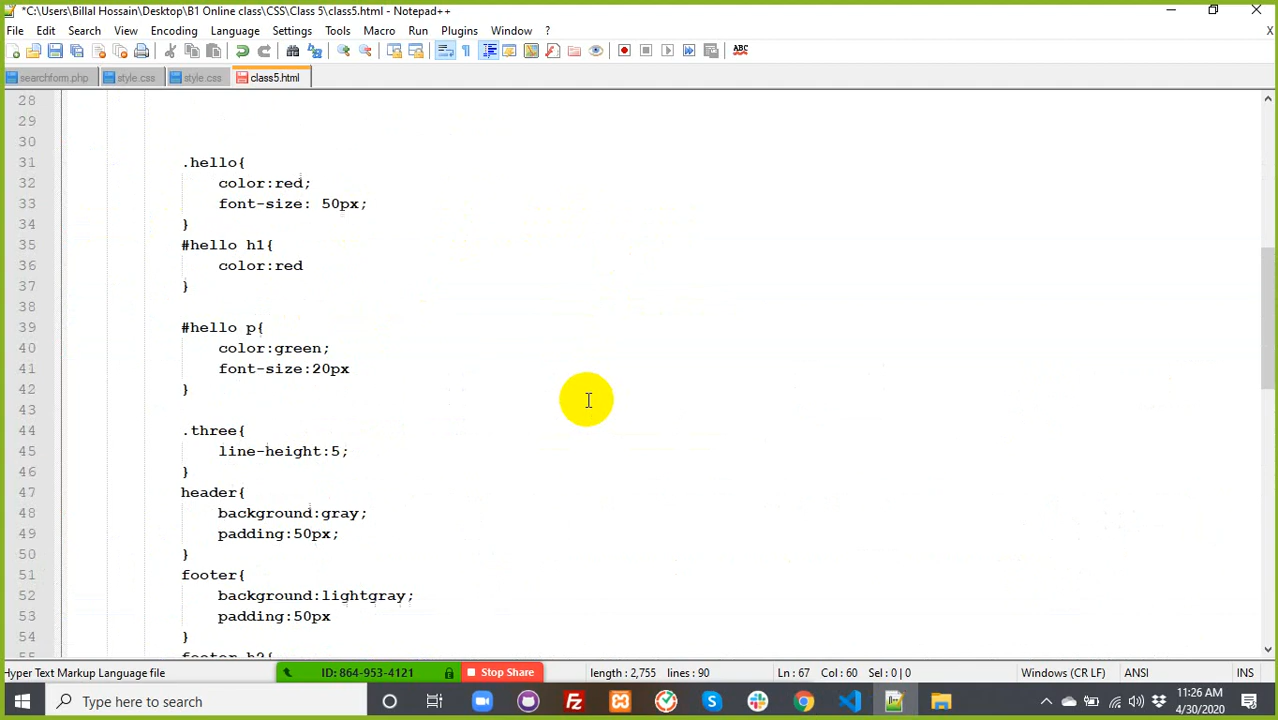 *C:\Users\Billal Hossain\Desktop\B1 Online class\CSS\Class 5\class5.html - Notepad++
File Edit Search View Encoding Language Settings Tools Macro Run Plugins Window ? X
ABC
searchform.php style.css style.css class5.html
28
29
30
31 .hello{
32 color:red;
33 font-size: 50px;
34 }
35 #hello h1{
36 color:red
37 }
38
39 #hello p{
40 color:green;
41 font-size:20px
42 }
43
44 .three{
45 line-height:5;
46 }
47 header{
48 background:gray;
49 padding:50px;
50 }
51 footer{
52 background:lightgray;
53 padding:50px
54 }
55 footer h2{
Hyper Text Markup Language file ID: 864-953-4121 Stop Share length : 2,755 lines : 90 Ln : 67 Col : 60 Sel : 0 | 0 Windows (CR LF) ANSI INS
Type here to search 11:26 AM
4/30/2020